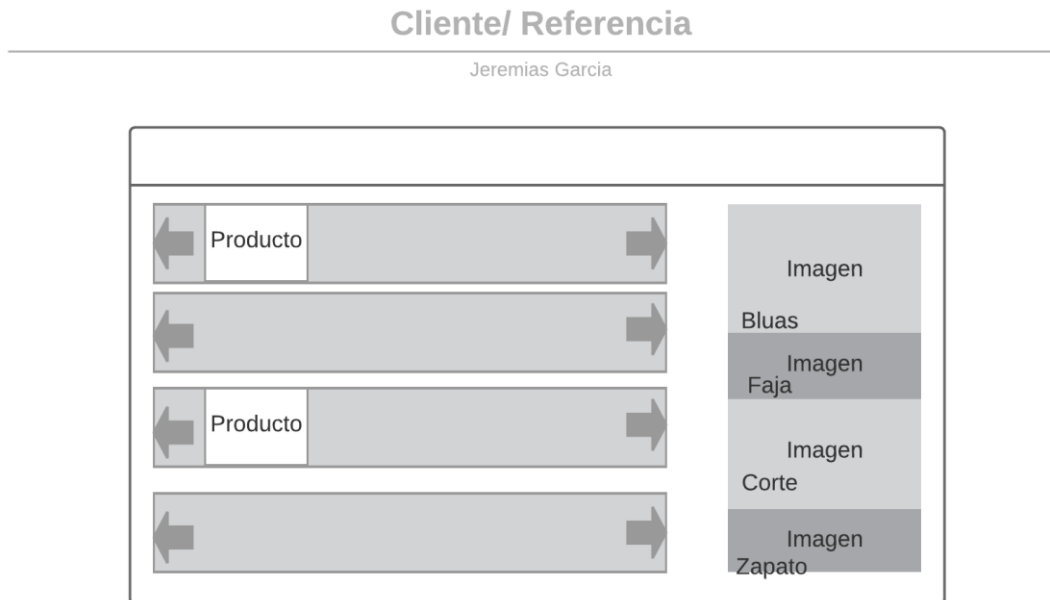 Cliente/ Referencia
Jeremias Garcia
Producto
Producto
Imagen
Bluas
Imagen
Faja
Imagen
Corte
Imagen
Zapato